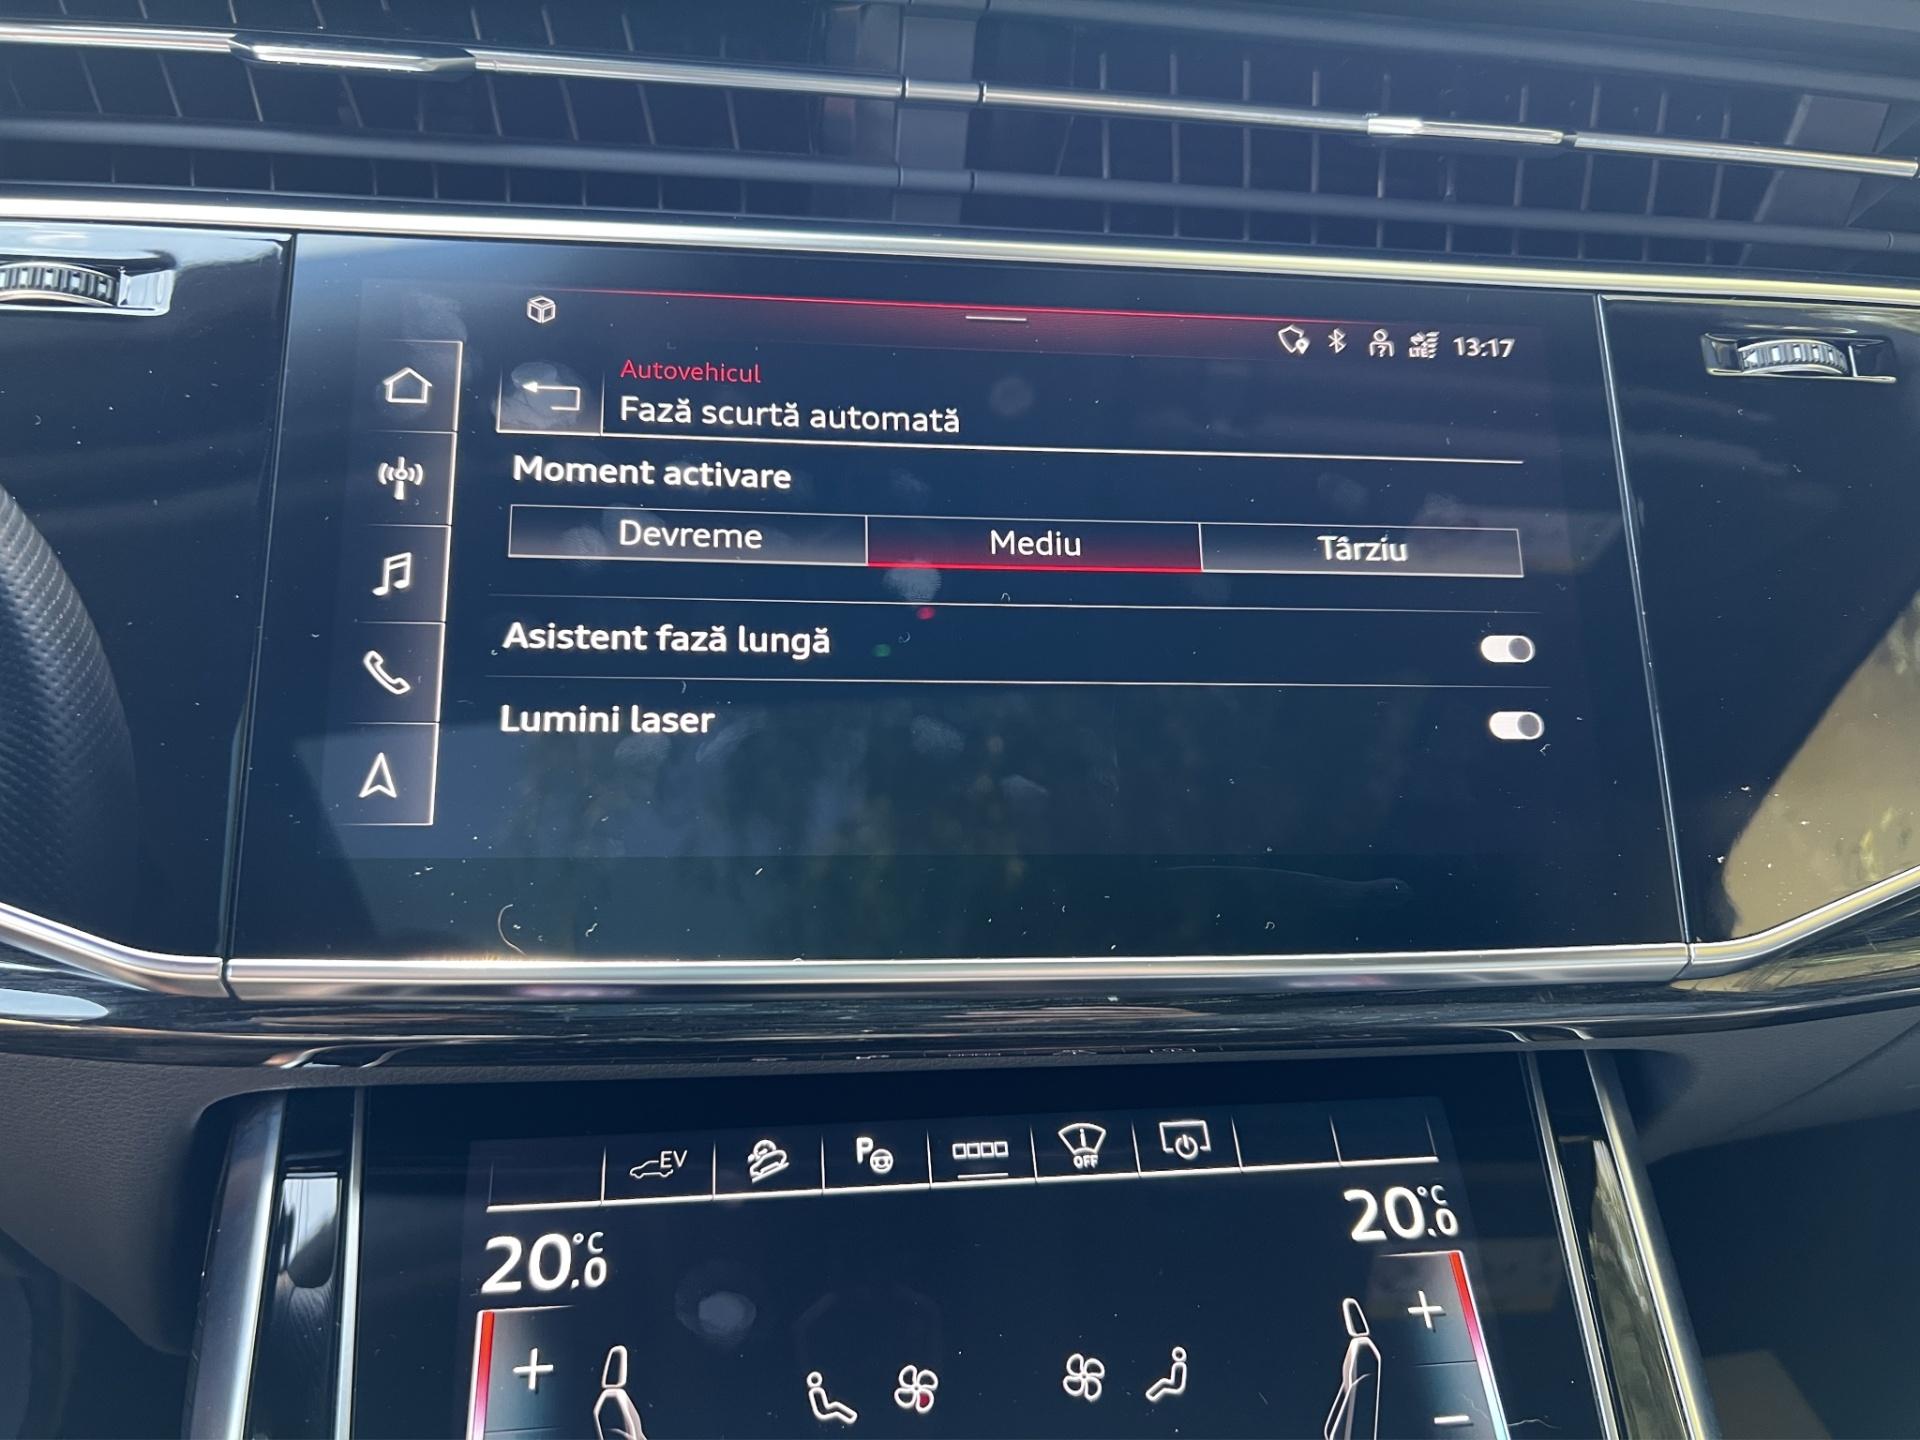 LTE 13:17
Autovehicul
Fază scurtă automată
Moment activare
Devreme Mediu Târziu
Asistent fază lungă
Lumini laser
EV P OFF
20.0 °C 20.0 °C